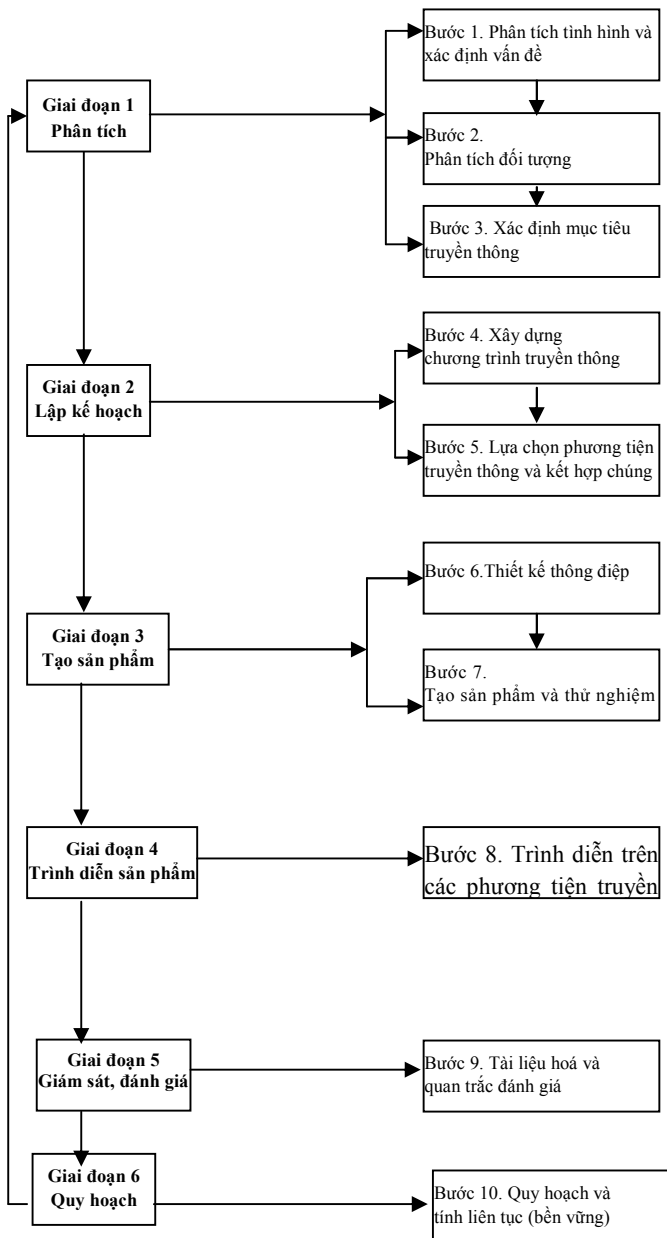 Bước 1. Phân tích tình hình và
xác định vấn đề
Giai đoạn 1
Phân tích
Bước 2.
Phân tích đối tượng
Bước 3. Xác định mục tiêu
truyền thông
Bước 4. Xây dựng
chương trình truyền thông
Giai đoạn 2
Lập kế hoạch
Bước 5. Lựa chọn phương tiện
truyền thông và kết hợp chúng
Bước 6.Thiết kế thông điệp
Giai đoạn 3
Tạo sản phẩm
Bước 7.
Tạo sản phẩm và thử nghiệm
Giai đoạn 4
Trình diễn sản phẩm
Bước 8. Trình diễn trên
các phương tiện truyền
Giai đoạn 5
Giám sát, đánh giá
Bước 9. Tài liệu hoá và
quan trắc đánh giá
Giai đoạn 6
Quy hoạch
Bước 10. Quy hoạch và
tính liên tục (bền vững)